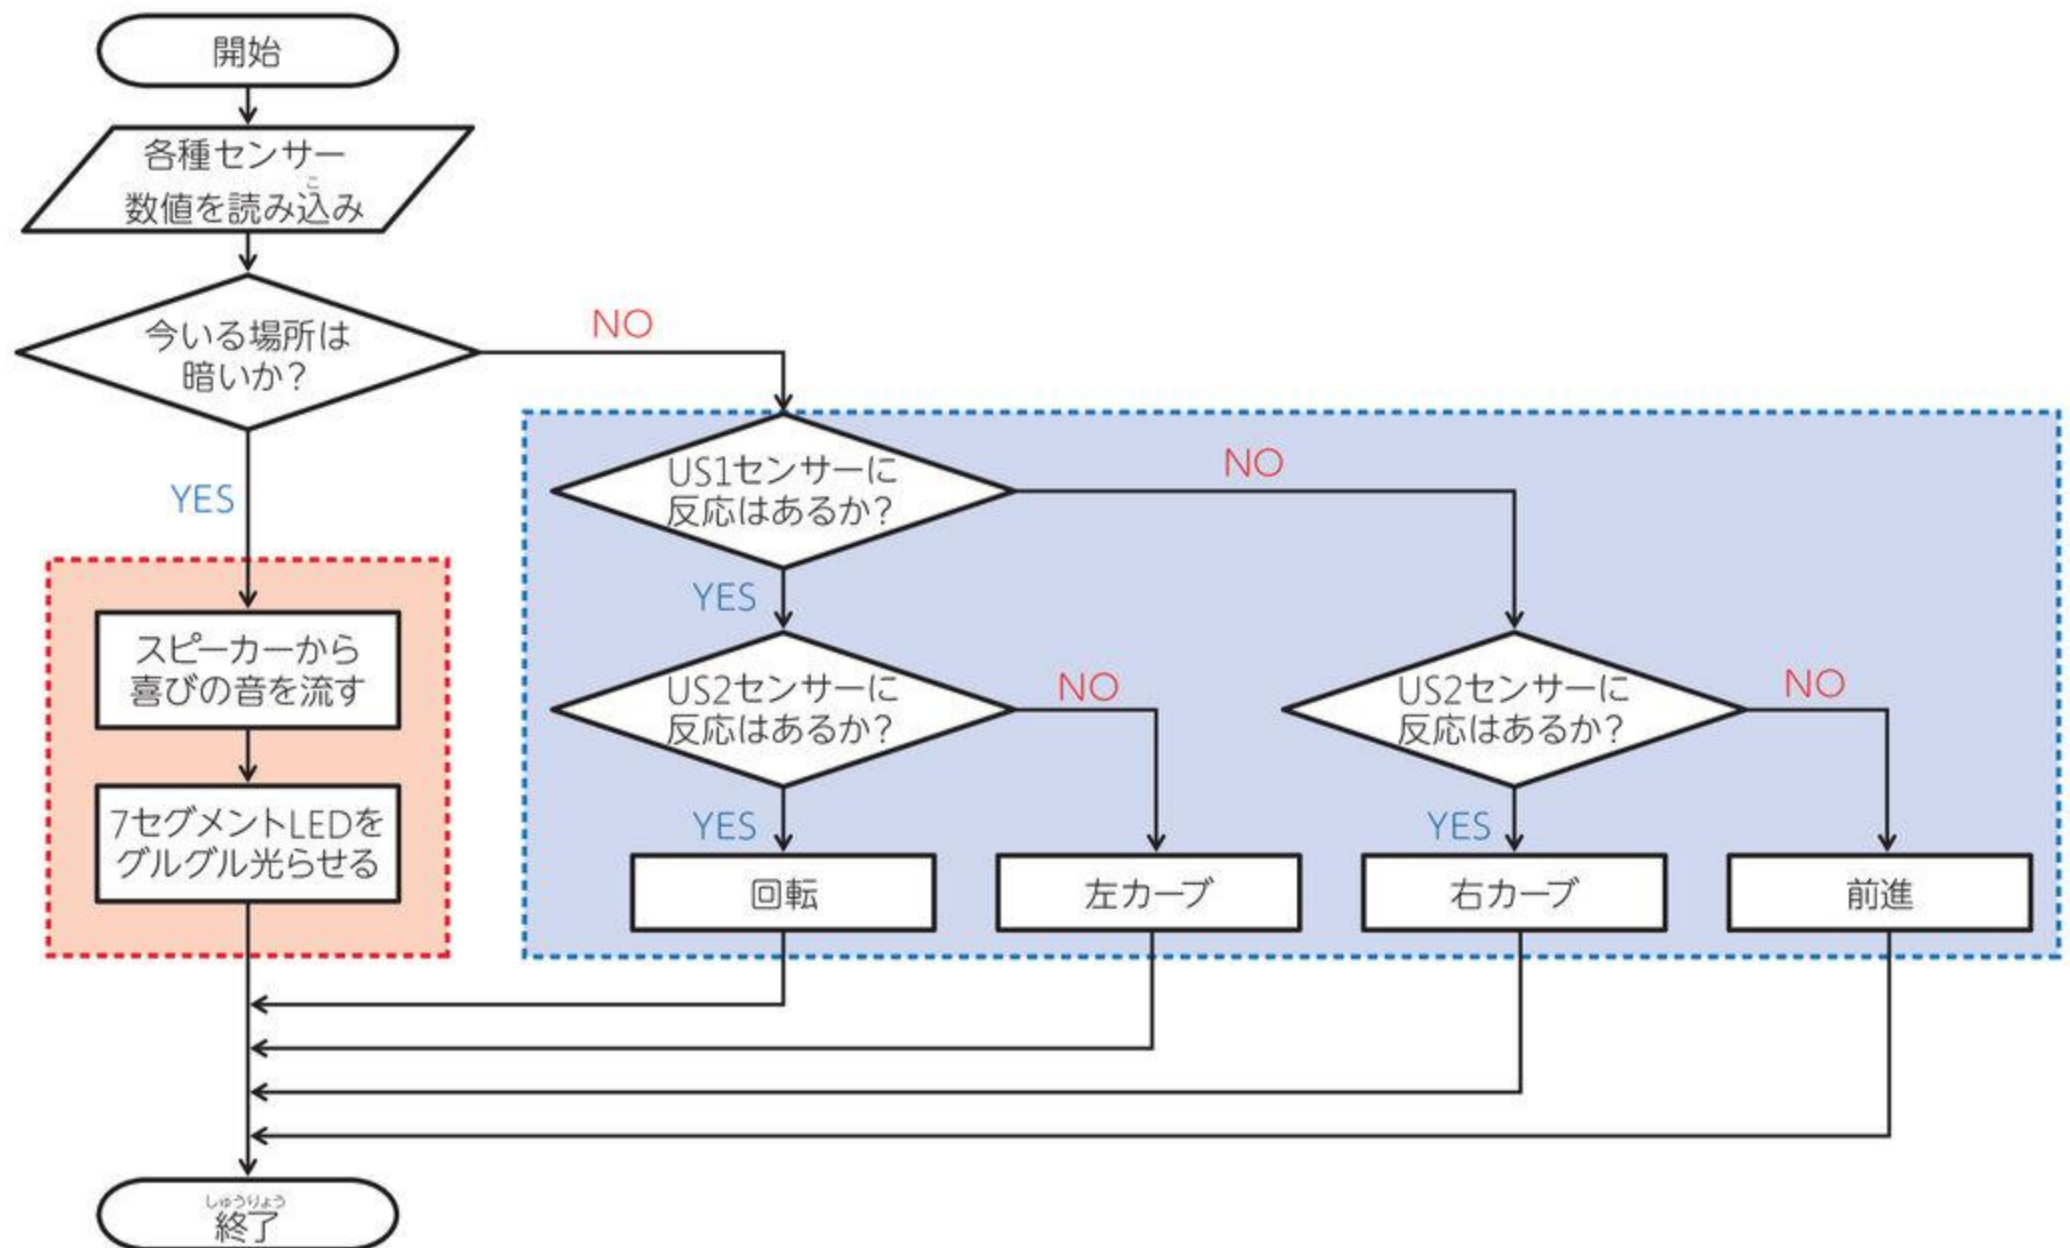 開始
各種センサー
こ
数値を読み込み
今いる場所は
暗いか？
NO
YES
US1センサーに
反応はあるか？
NO
YES
スピーカーから
喜びの音を流す
US2センサーに
反応はあるか？
NO
US2センサーに
反応はあるか？
NO
7セグメントLEDを
グルグル光らせる
YES
YES
回転
左カーブ
右カーブ
前進
しゅうりょう
終了